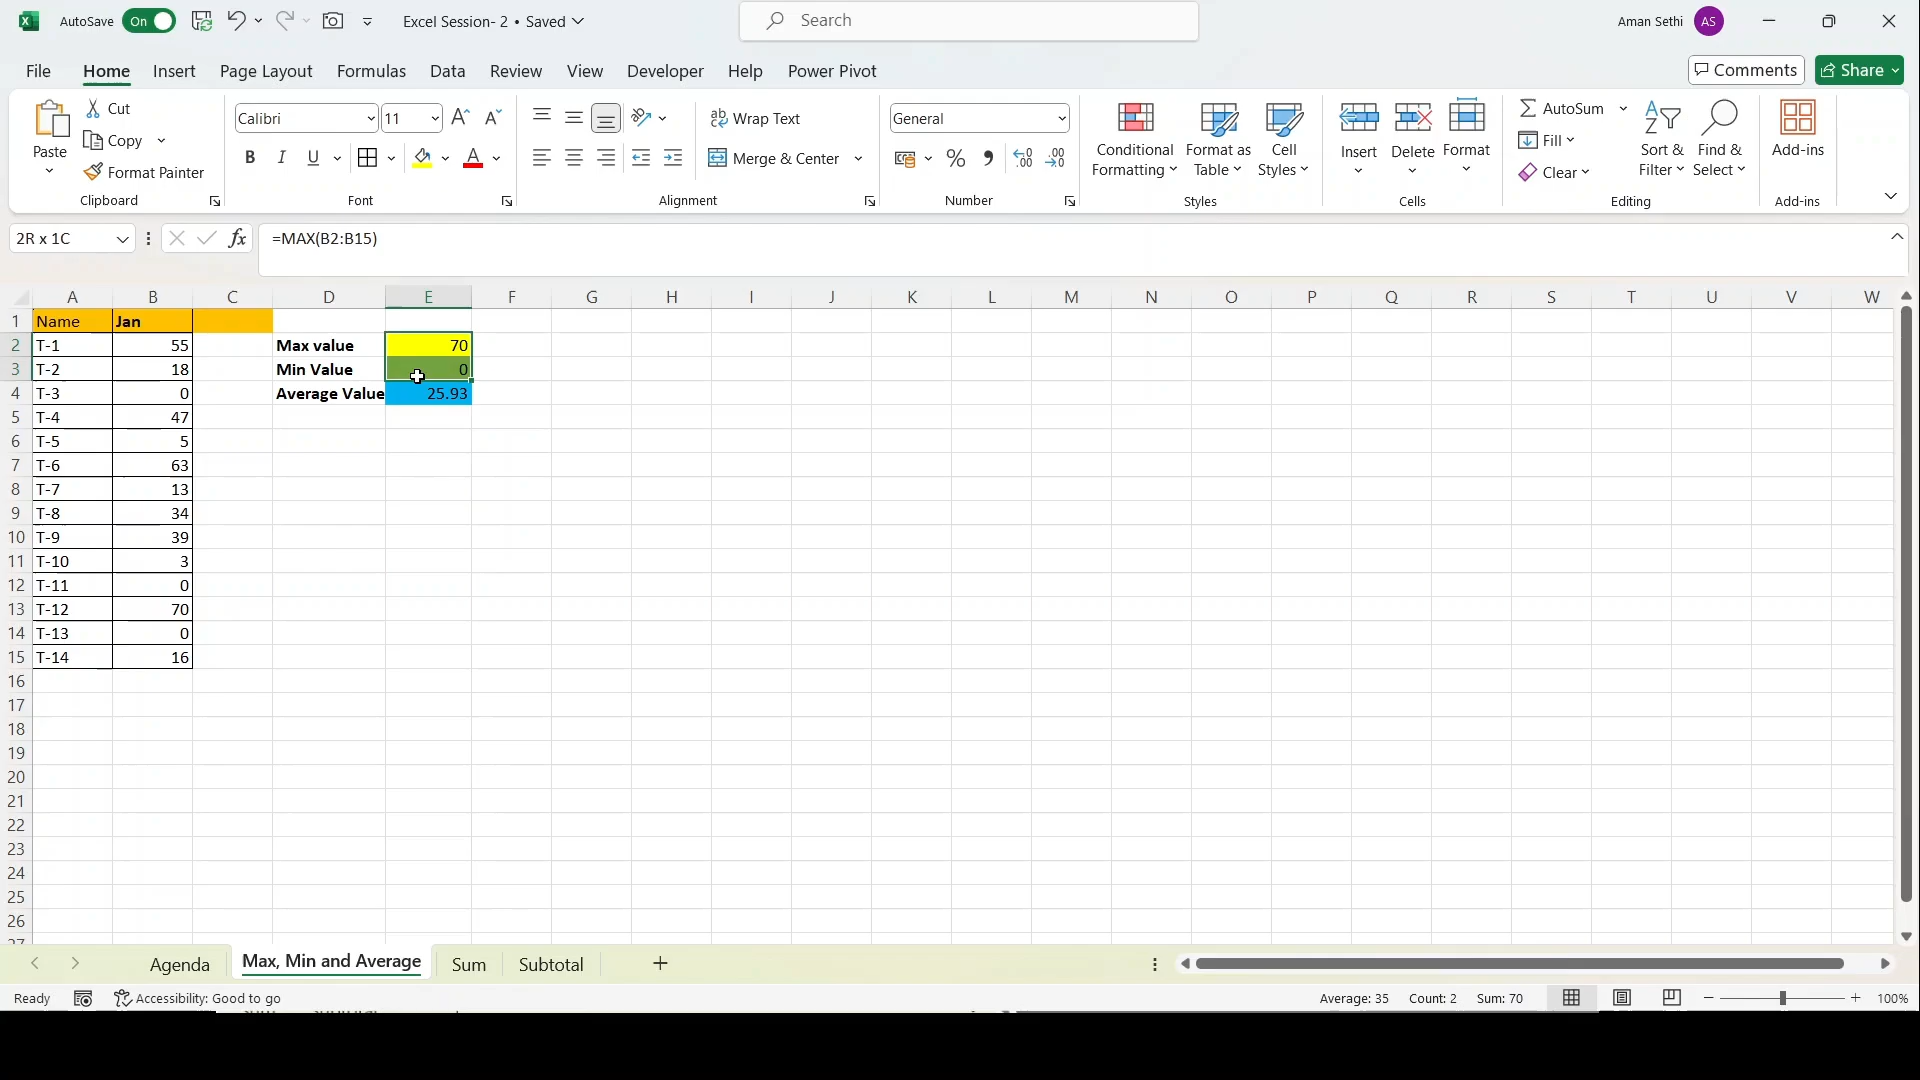 AutoSave On Excel Session- 2 • Saved Search Aman Sethi AS
File Home Insert Page Layout Formulas Data Review View Developer Help Power Pivot Comments Share
Paste Cut Copy Format Painter Clipboard
Calibri 11 B I U A Font
ab Wrap Text Merge & Center Alignment
General % Number
Conditional Formatting Format as Table Cell Styles Styles
Insert Delete Format Cells
AutoSum Fill Clear Sort & Filter Find & Select Editing
Add-ins Add-ins
2R x 1C fx =MAX(B2:B15)
A B C D E F G H I J K L M N O P Q R S T U V W
1 Name Jan
2 T-1 55 Max value 70
3 T-2 18 Min Value 0
4 T-3 0 Average Value 25.93
5 T-4 47
6 T-5 5
7 T-6 63
8 T-7 13
9 T-8 34
10 T-9 39
11 T-10 3
12 T-11 0
13 T-12 70
14 T-13 0
15 T-14 16
16
17
18
19
20
21
22
23
24
25
26
27
Agenda Max, Min and Average Sum Subtotal +
Ready Accessibility: Good to go Average: 35 Count: 2 Sum: 70 100%